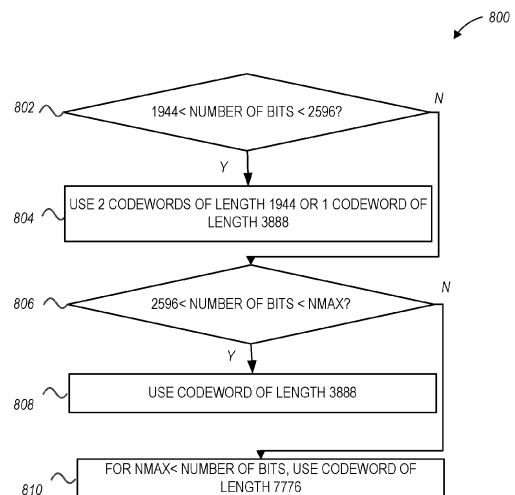 800
802
1944< NUMBER OF BITS < 2596?
N
Y
804
USE 2 CODEWORDS OF LENGTH 1944 OR 1 CODEWORD OF
LENGTH 3888
806
2596< NUMBER OF BITS < NMAX?
N
Y
808
USE CODEWORD OF LENGTH 3888
810
FOR NMAX< NUMBER OF BITS, USE CODEWORD OF
LENGTH 7776